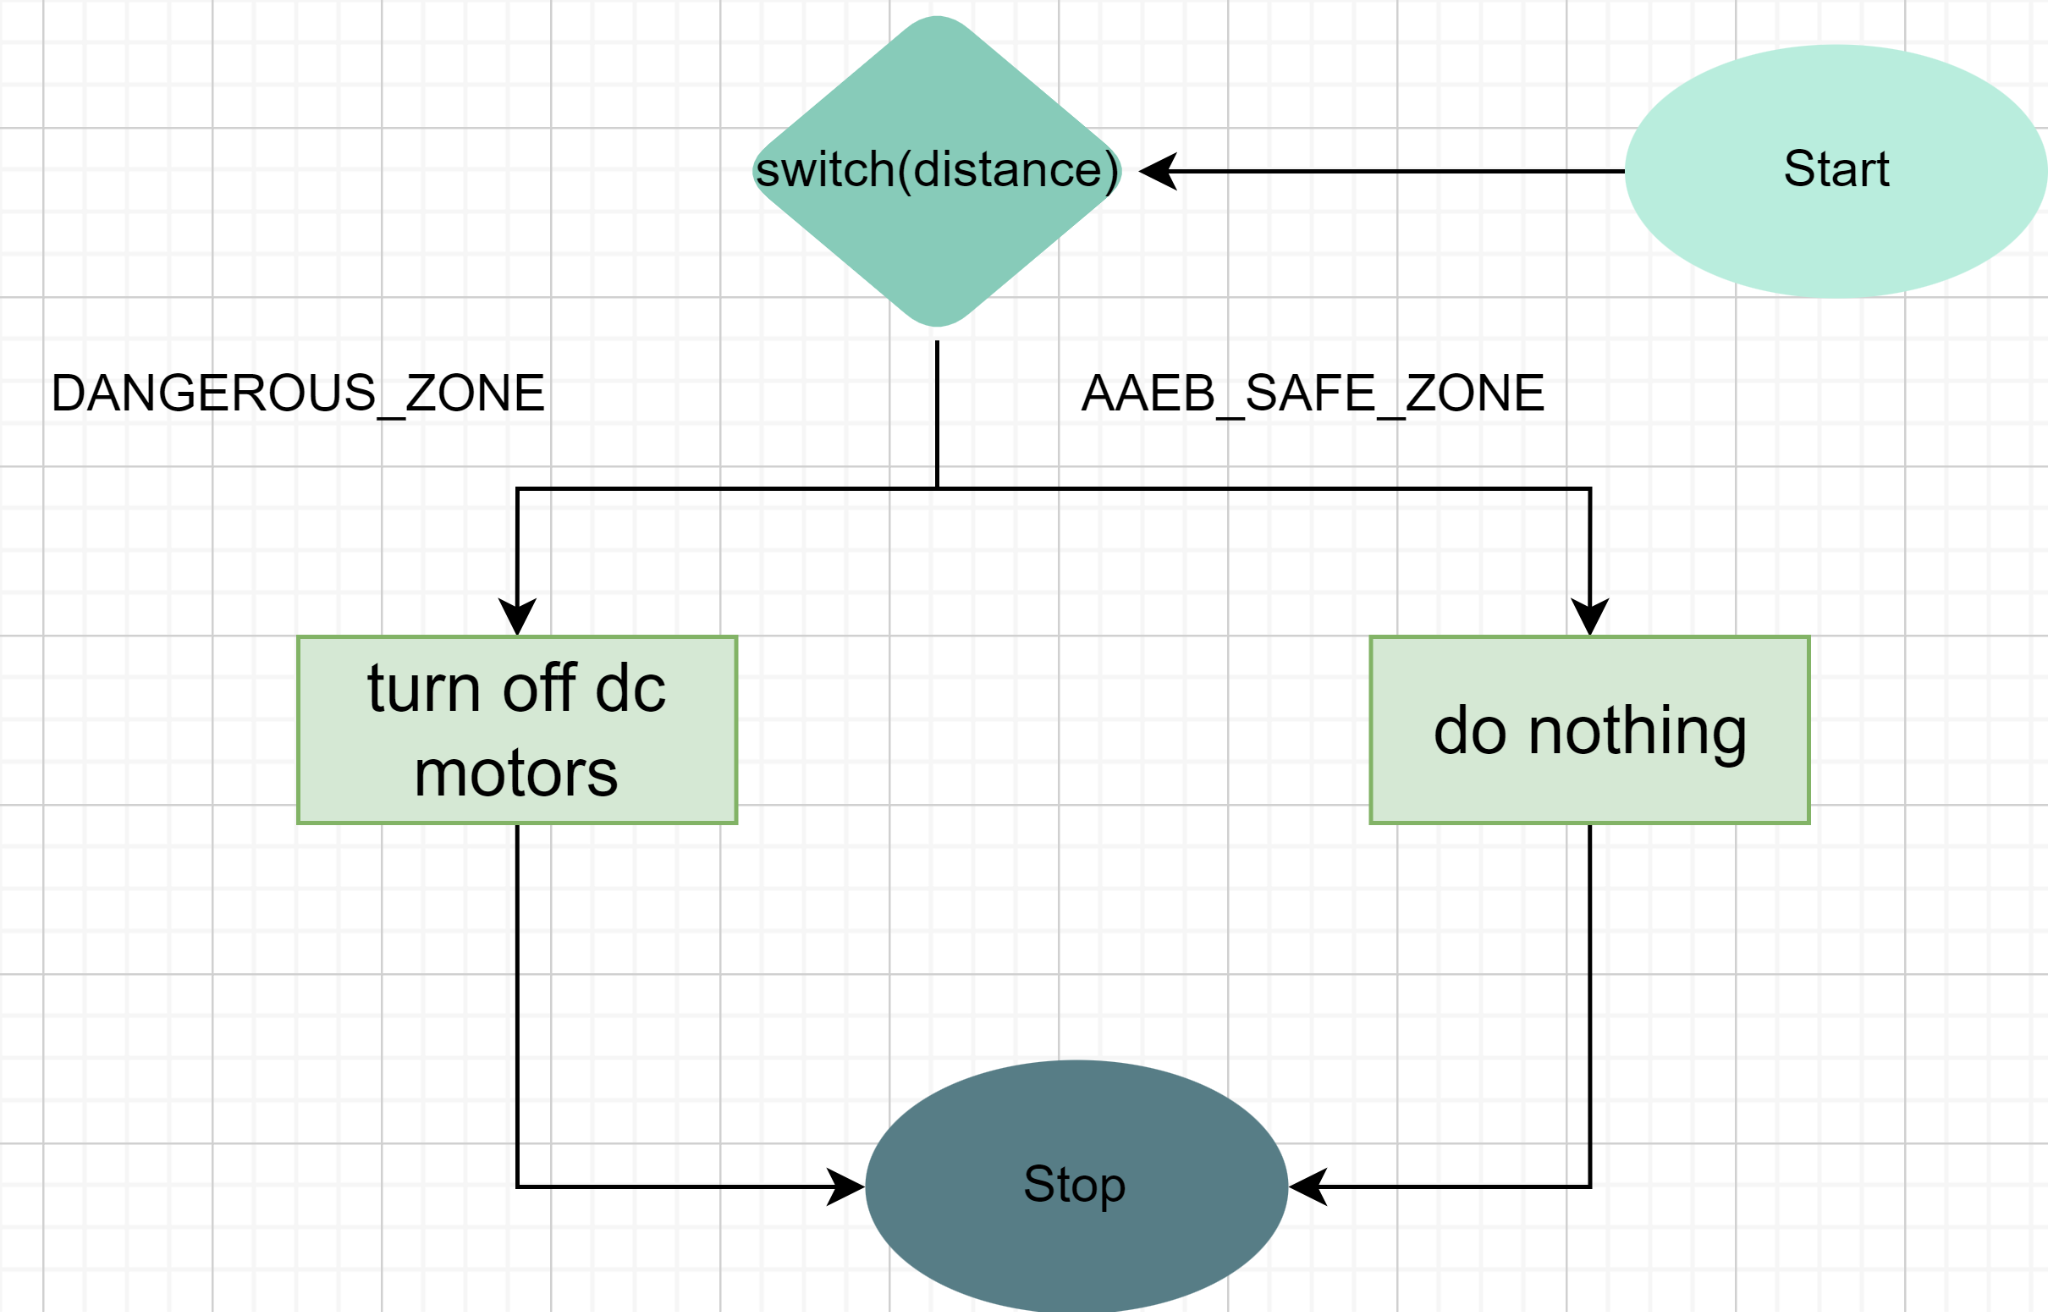 switch(distance)
Start
DANGEROUS_ZONE
AAEB_SAFE_ZONE
turn off dc
motors
do nothing
Stop